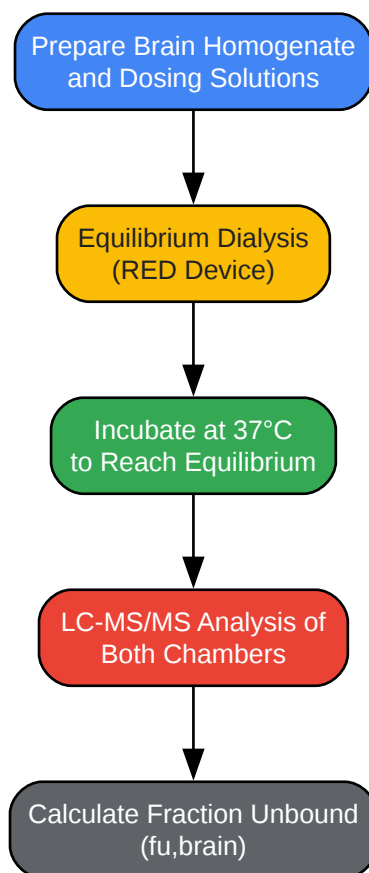 Prepare Brain Homogenate
and Dosing Solutions
Equilibrium Dialysis
(RED Device)
Incubate at 37°C
to Reach Equilibrium
LC-MS/MS Analysis of
Both Chambers
Calculate Fraction Unbound
(fu,brain)